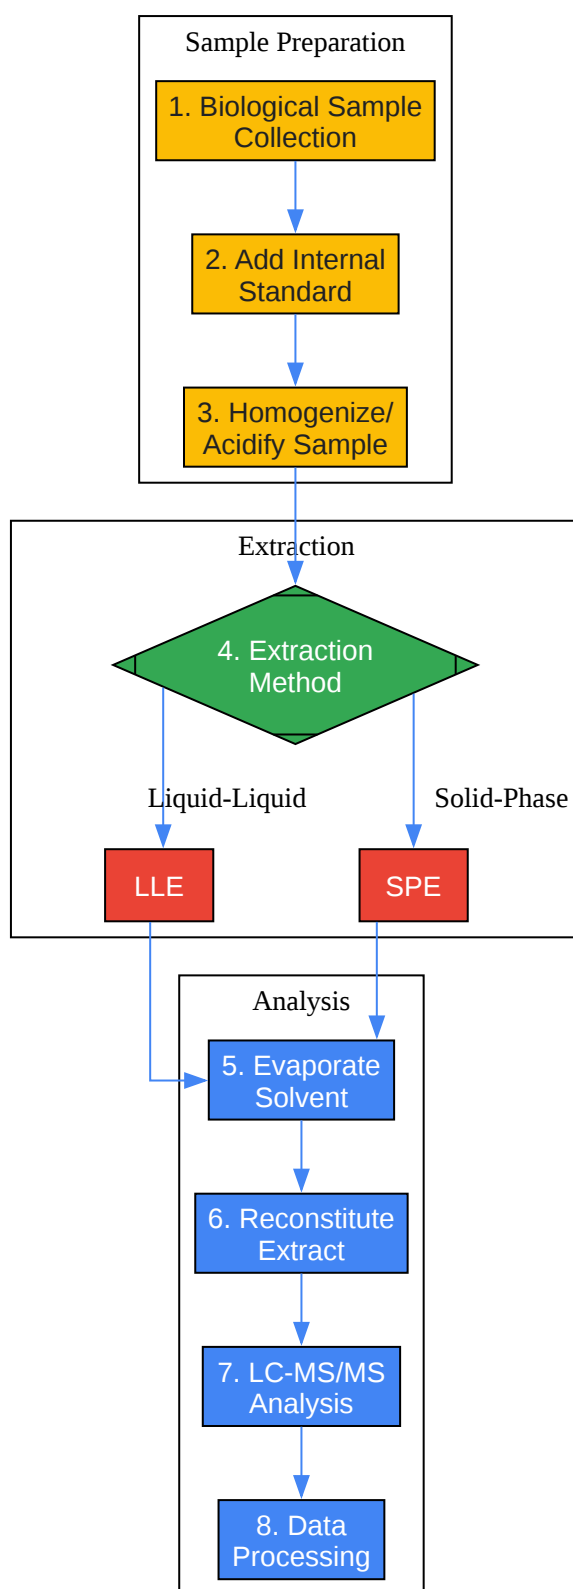 Sample Preparation
1. Biological Sample
Collection
2. Add Internal
Standard
3. Homogenize/
Acidify Sample
Extraction
4. Extraction
Method
Liquid-Liquid
Solid-Phase
LLE
SPE
Analysis
5. Evaporate
Solvent
6. Reconstitute
Extract
7. LC-MS/MS
Analysis
8. Data
Processing